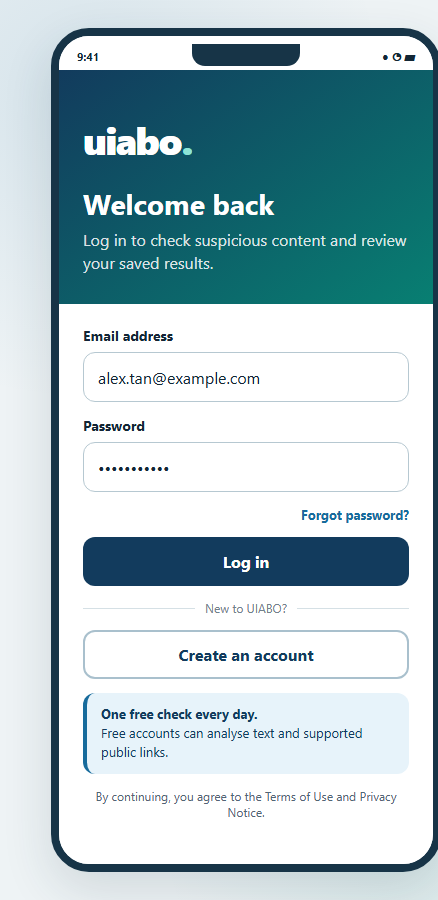 9:41
uiabo.
Welcome back
Log in to check suspicious content and review
your saved results.
Email address
alex.tan@example.com
Password
•••••••••••
Forgot password?
Log in
New to UIABO?
Create an account
One free check every day.
Free accounts can analyse text and supported
public links.
By continuing, you agree to the Terms of Use and Privacy
Notice.